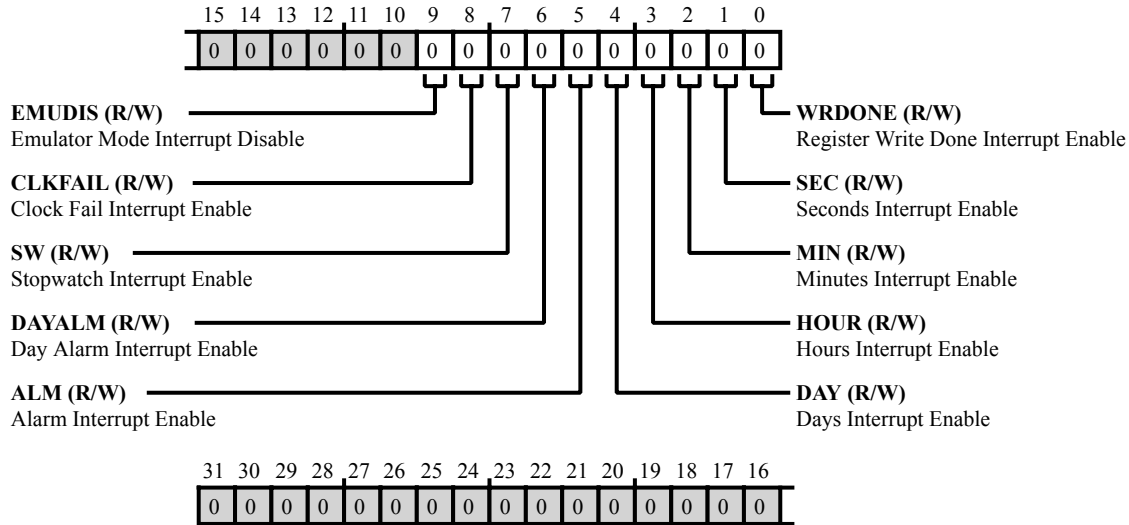 15 14 13 12 11 10 9 8 7 6 5 4 3 2 1 0
0 0 0 0 0 0 0 0 0 0 0 0 0 0 0 0
EMUDIS (R/W)
Emulator Mode Interrupt Disable
CLKFAIL (R/W)
Clock Fail Interrupt Enable
SW (R/W)
Stopwatch Interrupt Enable
DAYALM (R/W)
Day Alarm Interrupt Enable
ALM (R/W)
Alarm Interrupt Enable
WRDONE (R/W)
Register Write Done Interrupt Enable
SEC (R/W)
Seconds Interrupt Enable
MIN (R/W)
Minutes Interrupt Enable
HOUR (R/W)
Hours Interrupt Enable
DAY (R/W)
Days Interrupt Enable
31 30 29 28 27 26 25 24 23 22 21 20 19 18 17 16
0 0 0 0 0 0 0 0 0 0 0 0 0 0 0 0